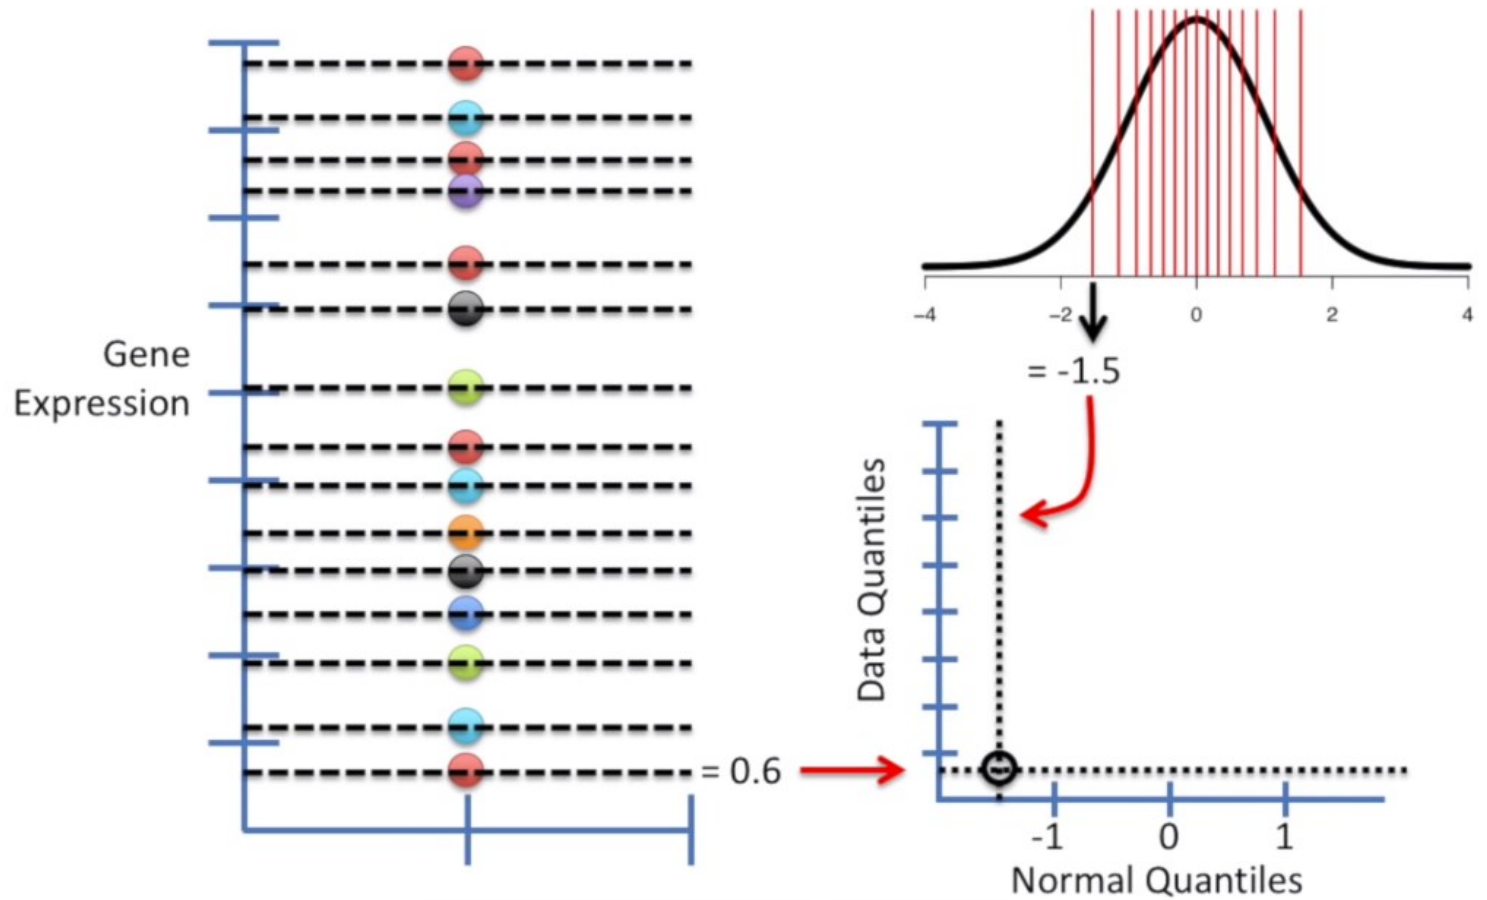 Gene
Expression
= 0.6
−4
−2
0
2
4
= -1.5
Data Quantiles
-1
0
1
Normal Quantiles